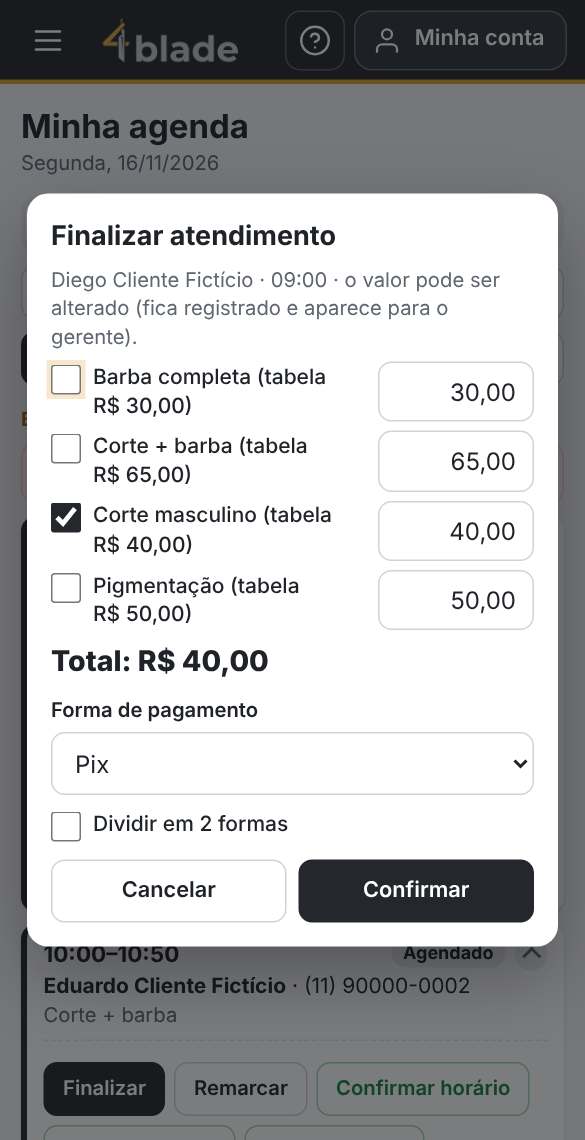 4blade
Minha conta
Minha agenda
Segunda, 16/11/2026
Finalizar atendimento
Diego Cliente Fictício · 09:00 · o valor pode ser
alterado (fica registrado e aparece para o
gerente).
Barba completa (tabela
R$ 30,00)
30,00
Corte + barba (tabela
R$ 65,00)
65,00
Corte masculino (tabela
R$ 40,00)
40,00
Pigmentação (tabela
R$ 50,00)
50,00
Total: R$ 40,00
Forma de pagamento
Pix
Dividir em 2 formas
Cancelar
Confirmar
10:00–10:50
Agendado
Eduardo Cliente Fictício · (11) 90000-0002
Corte + barba
Finalizar
Remarcar
Confirmar horário